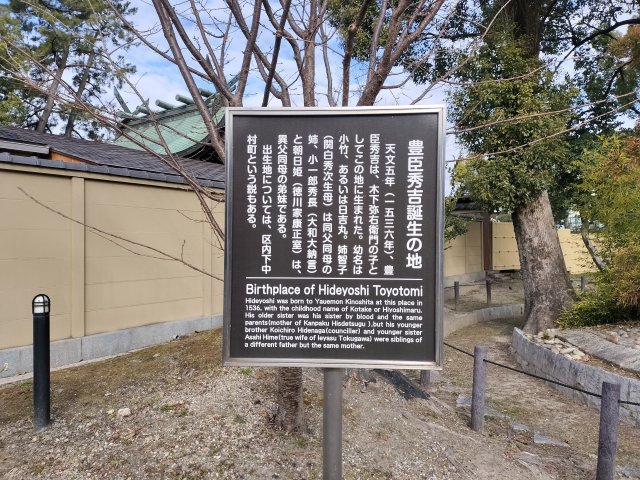 豊臣秀吉誕生の地
天文五年（一五三六年）、豊
臣秀吉は、木下弥右衛門の子と
してこの地に生まれた。幼名は
小竹、あるいは日吉丸。姉智子
（関白秀次生母）は同父同母の
姉、小一郎秀長（大和大納言）
と朝日姫（徳川家康正室）は、
異父同母の弟妹である。
出生地については、区内下中
村町という説もある。
Birthplace of Hideyoshi Toyotomi
Hideyoshi was born to Yauemon Kinoshita at this place in
1536, with the childhood name of Kotake or Hiyoshimaru.
His older sister was his sister by blood and the same
parents(mother of Kanpaku Hisdetsugu ),but his younger
brother Koichiro Hidenaga(councilier) and younger sister
Asahi Hime(true wife of Ieyasu Tokugawa) were siblings of
a different father but the same mother.